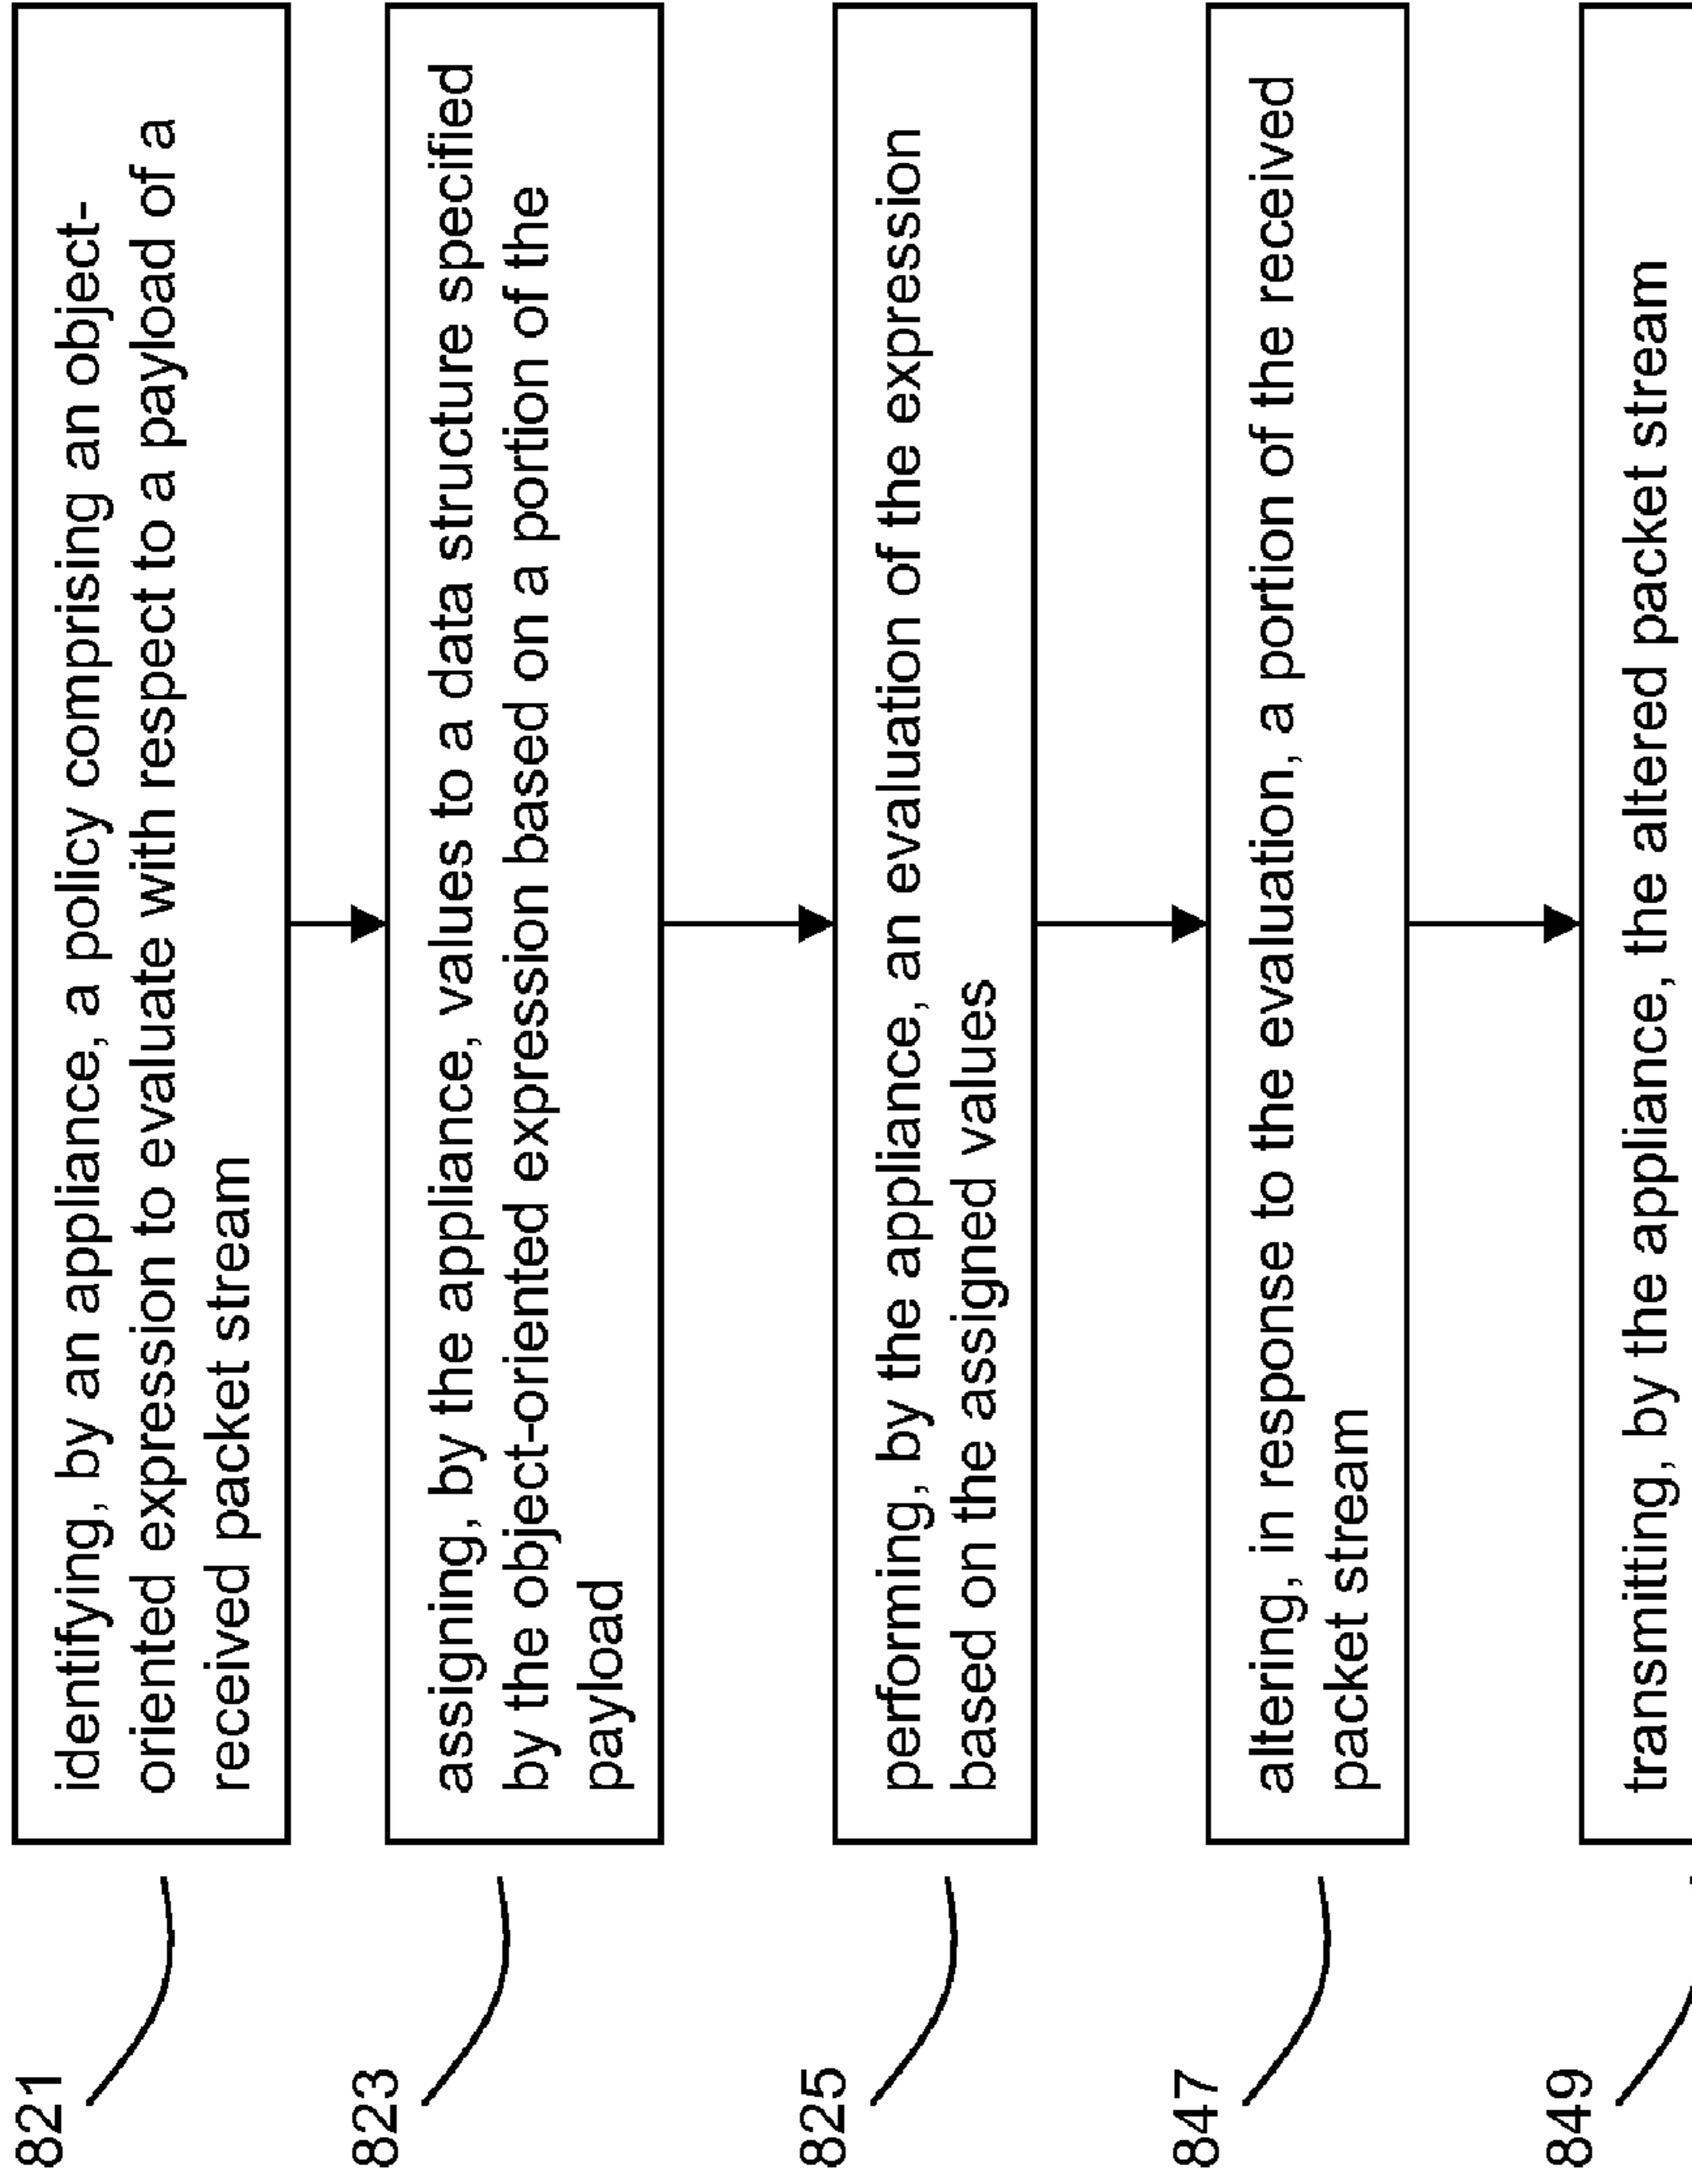 821
identifying, by an appliance, a policy comprising an object-
oriented expression to evaluate with respect to a payload of a
received packet stream
823
assigning, by the appliance, values to a data structure specified
by the object-oriented expression based on a portion of the
payload
825
performing, by the appliance, an evaluation of the expression
based on the assigned values
847
altering, in response to the evaluation, a portion of the received
packet stream
849
transmitting, by the appliance, the altered packet stream